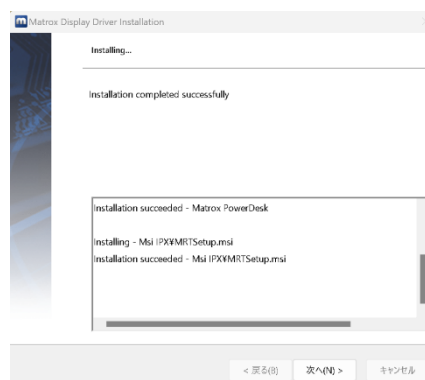 Matrox Display Driver Installation
Installing...
Installation completed successfully
Installation succeeded - Matrox PowerDesk
Installing - Msi IPX¥MRTSetup.msi
Installation succeeded - Msi IPX¥MRTSetup.msi
< 戻る(B) 次へ(N) > キャンセル